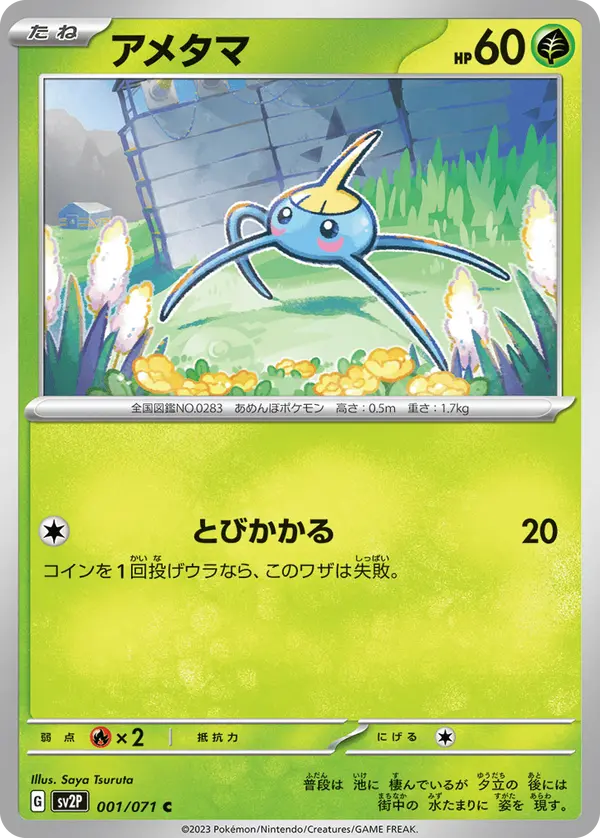 たね アメタマ HP60
全国図鑑NO.0283 あめんぼポケモン 高さ:0.5m 重さ:1.7kg
とびかかる 20
コインを1回投げウラなら、このワザは失敗。
弱点 ×2 抵抗力 にげる
Illus. Saya Tsuruta
G sv2P 001/071 C
普段は 池に 棲んでいるが 夕立の 後には
街中の 水たまりに 姿を 現す。
©2023 Pokémon/Nintendo/Creatures/GAME FREAK.